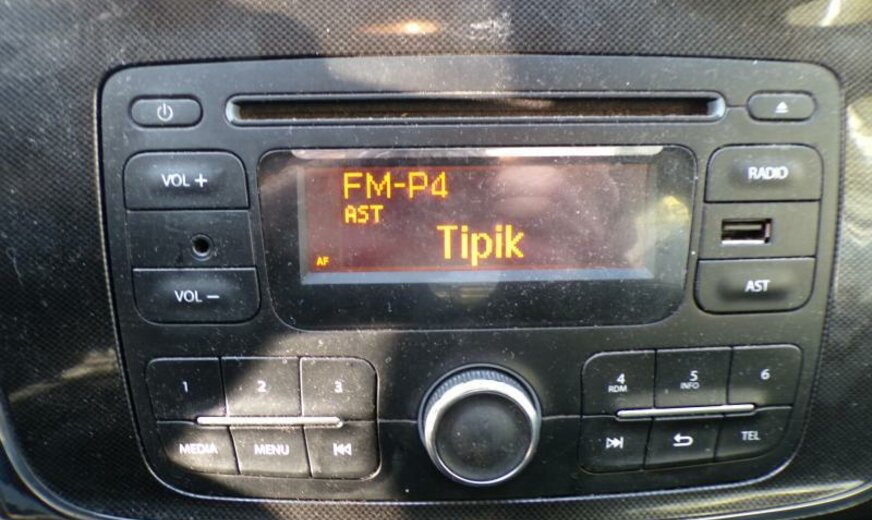 VOL +
VOL −
FM-P4
AST
Tipik
AF
RADIO
AST
1
2
3
MEDIA
MENU
4
RDM
5
INFO
6
TEL